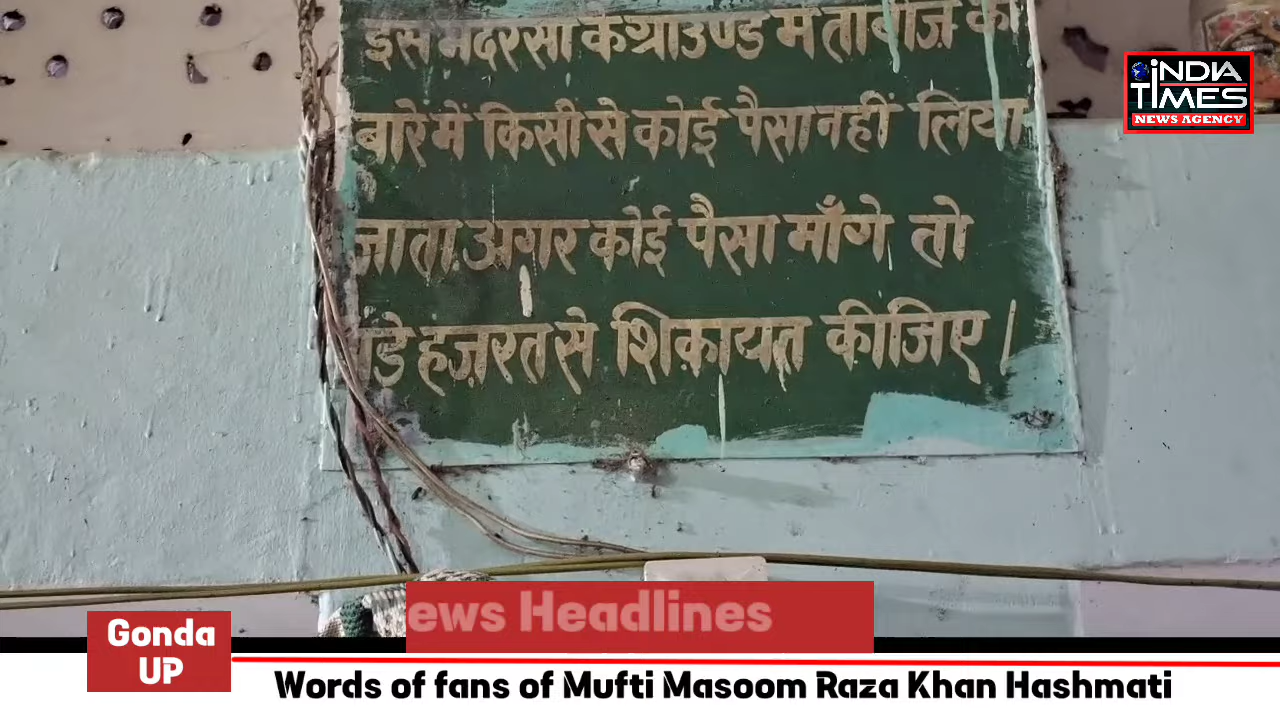 इस मदरसा के ग्राउण्ड में ताबीज़ के
बारें में किसी से कोई पैसा नहीं लिया
जाता अगर कोई पैसा माँगे तो
हज़रत से शिक़ायत कीजिए।
INDIA
TIMES
NEWS AGENCY
ews Headlines
Gonda
UP
Words of fans of Mufti Masoom Raza Khan Hashmati